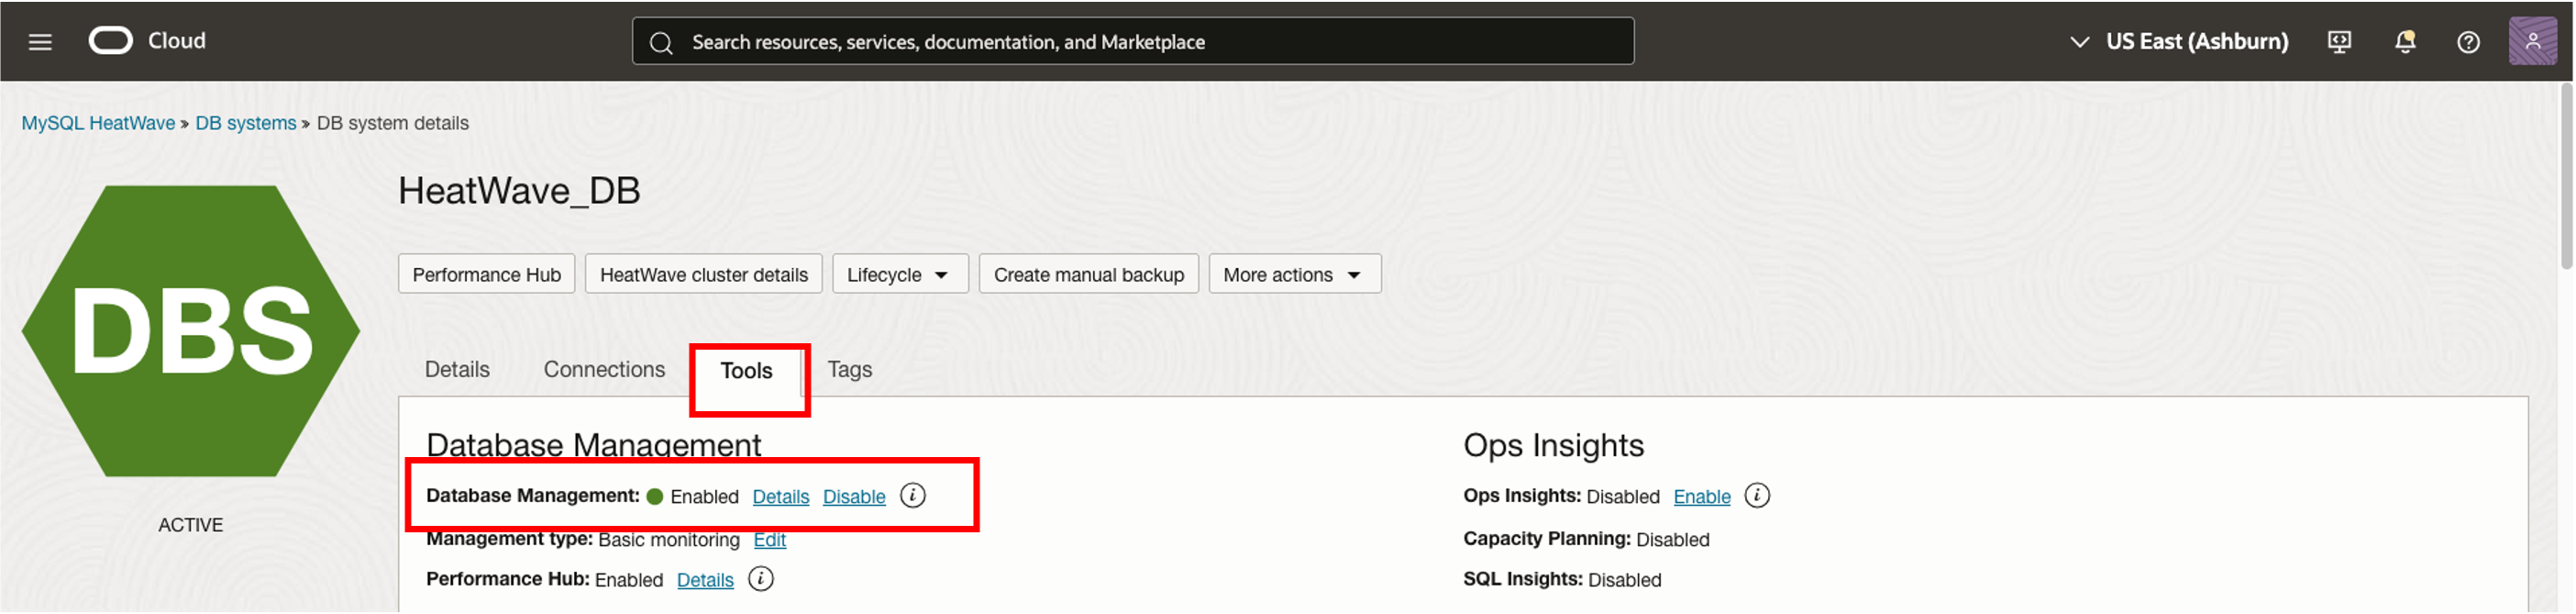 Cloud
Search resources, services, documentation, and Marketplace
US East (Ashburn)
MySQL HeatWave » DB systems » DB system details
DBS
ACTIVE
HeatWave_DB
Performance Hub
HeatWave cluster details
Lifecycle
Create manual backup
More actions
Details
Connections
Tools
Tags
Database Management
Database Management: Enabled Details Disable
Management type: Basic monitoring Edit
Performance Hub: Enabled Details
Ops Insights
Ops Insights: Disabled Enable
Capacity Planning: Disabled
SQL Insights: Disabled